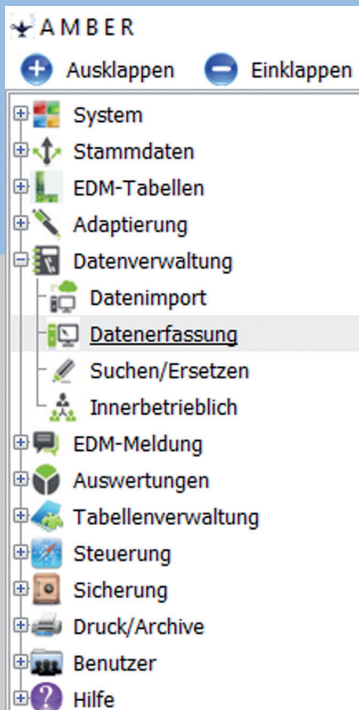 AMBER
Ausklappen Einklappen
System
Stammdaten
EDM-Tabellen
Adaptierung
Datenverwaltung
Datenimport
Datenerfassung
Suchen/Ersetzen
Innerbetrieblich
EDM-Meldung
Auswertungen
Tabellenverwaltung
Steuerung
Sicherung
Druck/Archive
Benutzer
Hilfe